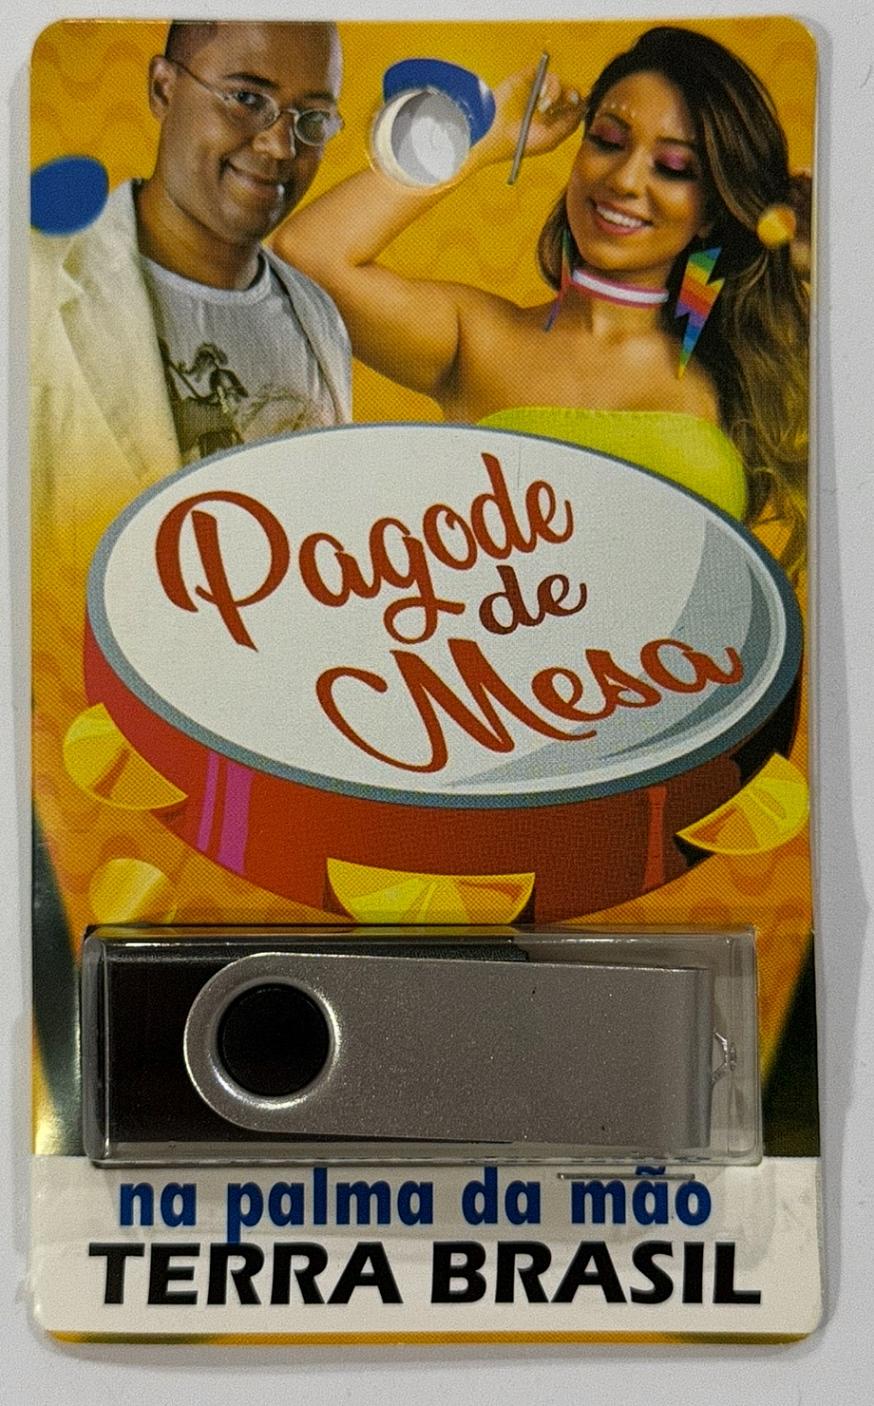 Pagode
de
Mesa
na palma da mão
TERRA BRASIL